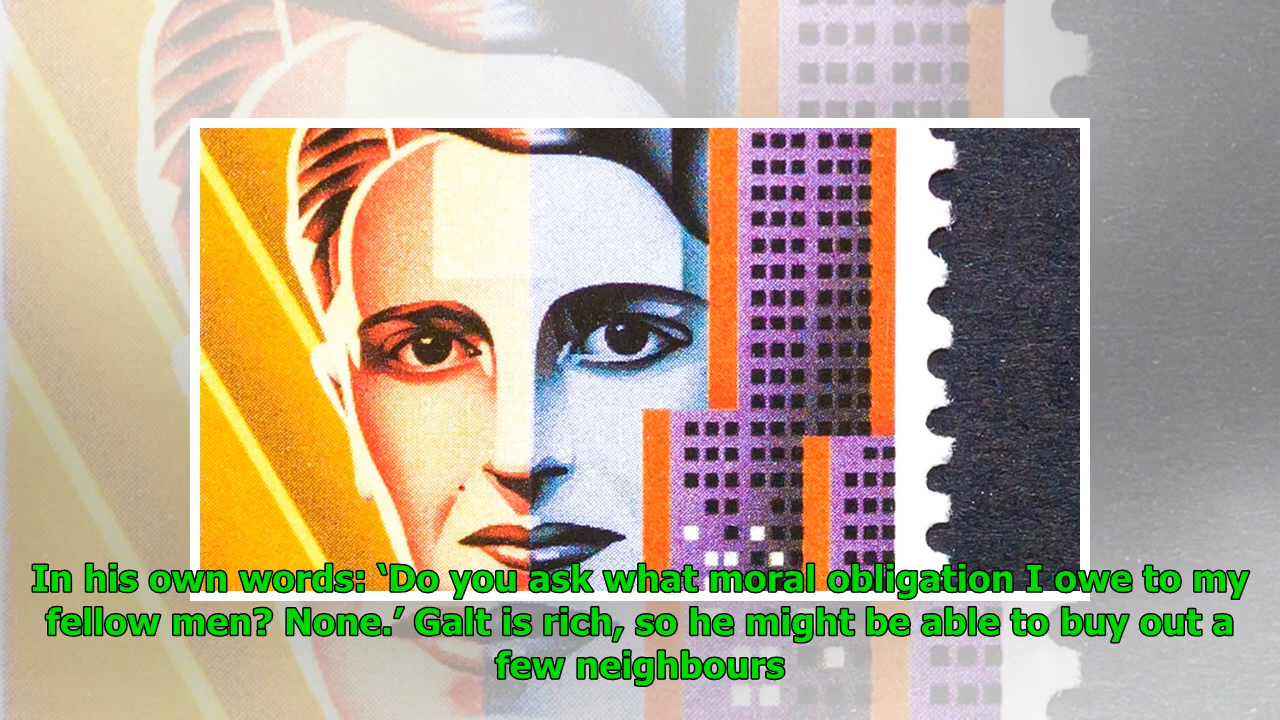 In his own words: ‘Do you ask what moral obligation I owe to my
fellow men? None.’ Galt is rich, so he might be able to buy out a
few neighbours